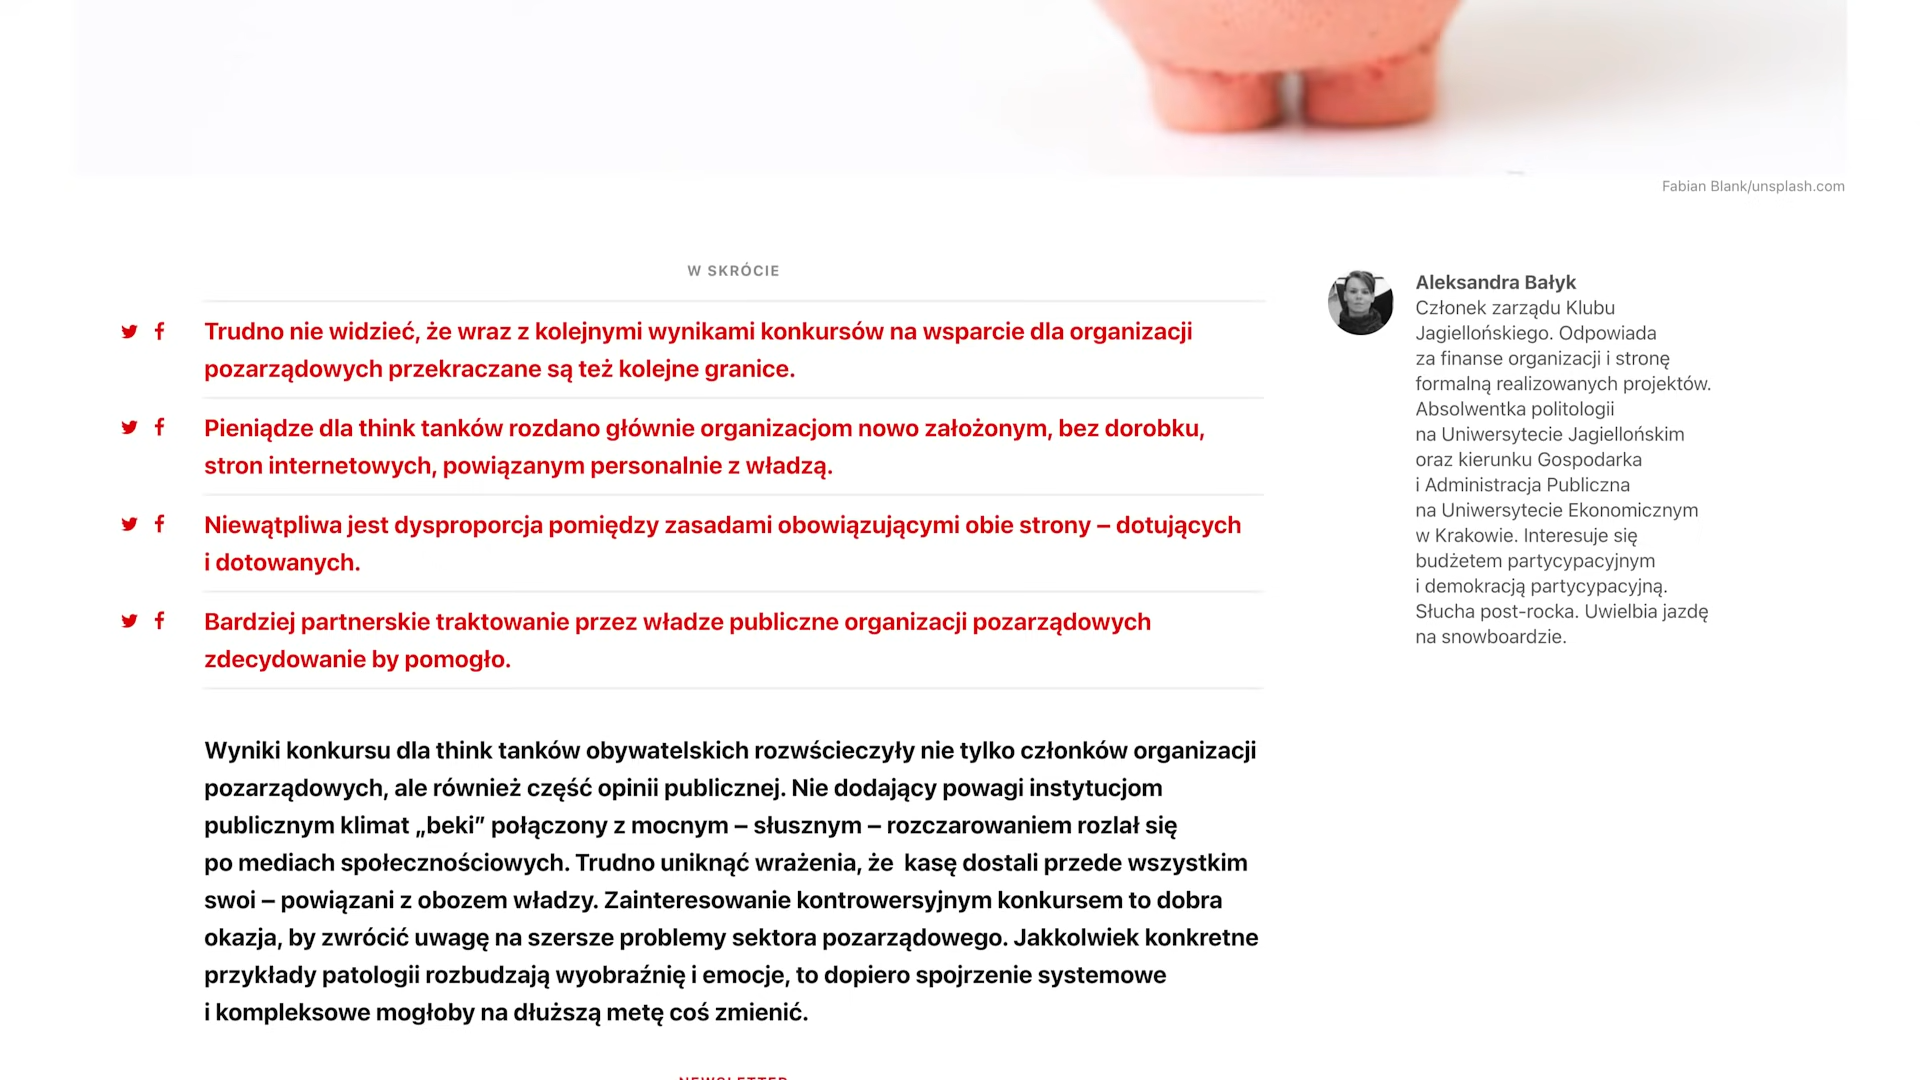 Fabian Blank/unsplash.com
W SKRÓCIE
Trudno nie widzieć, że wraz z kolejnymi wynikami konkursów na wsparcie dla organizacji
pozarządowych przekraczane są też kolejne granice.
Pieniądze dla think tanków rozdano głównie organizacjom nowo założonym, bez dorobku,
stron internetowych, powiązanym personalnie z władzą.
Niewątpliwa jest dysproporcja pomiędzy zasadami obowiązującymi obie strony – dotujących
i dotowanych.
Bardziej partnerskie traktowanie przez władze publiczne organizacji pozarządowych
zdecydowanie by pomogło.
Wyniki konkursu dla think tanków obywatelskich rozwścieczyły nie tylko członków organizacji
pozarządowych, ale również część opinii publicznej. Nie dodający powagi instytucjom
publicznym klimat „beki” połączony z mocnym – słusznym – rozczarowaniem rozlał się
po mediach społecznościowych. Trudno uniknąć wrażenia, że  kasę dostali przede wszystkim
swoi – powiązani z obozem władzy. Zainteresowanie kontrowersyjnym konkursem to dobra
okazja, by zwrócić uwagę na szersze problemy sektora pozarządowego. Jakkolwiek konkretne
przykłady patologii rozbudzają wyobraźnię i emocje, to dopiero spojrzenie systemowe
i kompleksowe mogłoby na dłuższą metę coś zmienić.
NEWSLETTER
Aleksandra Bałyk
Członek zarządu Klubu
Jagiellońskiego. Odpowiada
za finanse organizacji i stronę
formalną realizowanych projektów.
Absolwentka politologii
na Uniwersytecie Jagiellońskim
oraz kierunku Gospodarka
i Administracja Publiczna
na Uniwersytecie Ekonomicznym
w Krakowie. Interesuje się
budżetem partycypacyjnym
i demokracją partycypacyjną.
Słucha post-rocka. Uwielbia jazdę
na snowboardzie.